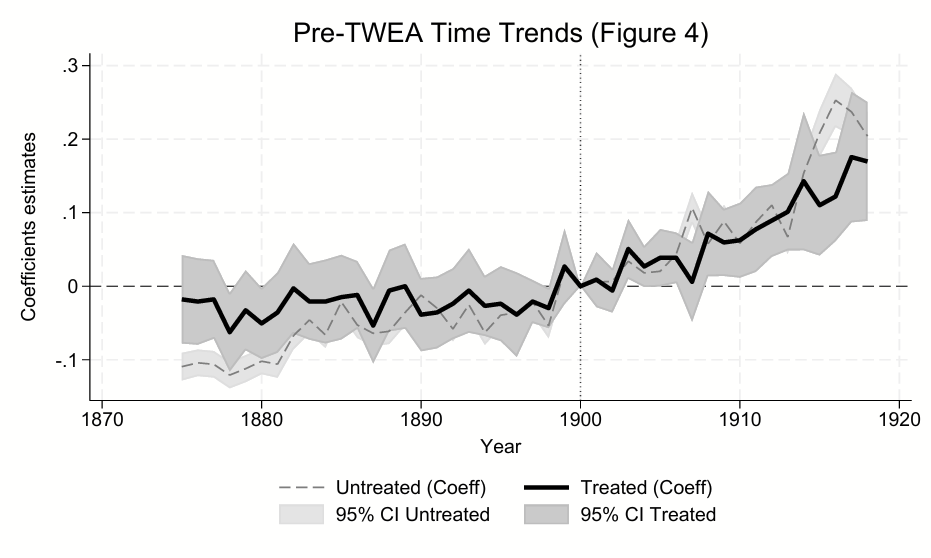 Pre-TWEA Time Trends (Figure 4)
Coefficients estimates
.3
.2
.1
0
-.1
1870 1880 1890 1900 1910 1920
Year
Untreated (Coeff) Treated (Coeff)
95% CI Untreated 95% CI Treated